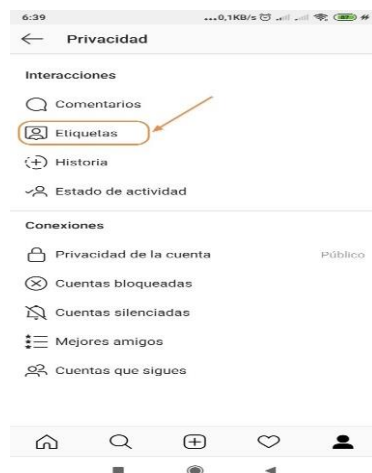 6:39 ...0,1KB/s
Privacidad
Interacciones
Comentarios
Etiquetas
Historia
Estado de actividad
Conexiones
Privacidad de la cuenta Público
Cuentas bloqueadas
Cuentas silenciadas
Mejores amigos
Cuentas que sigues